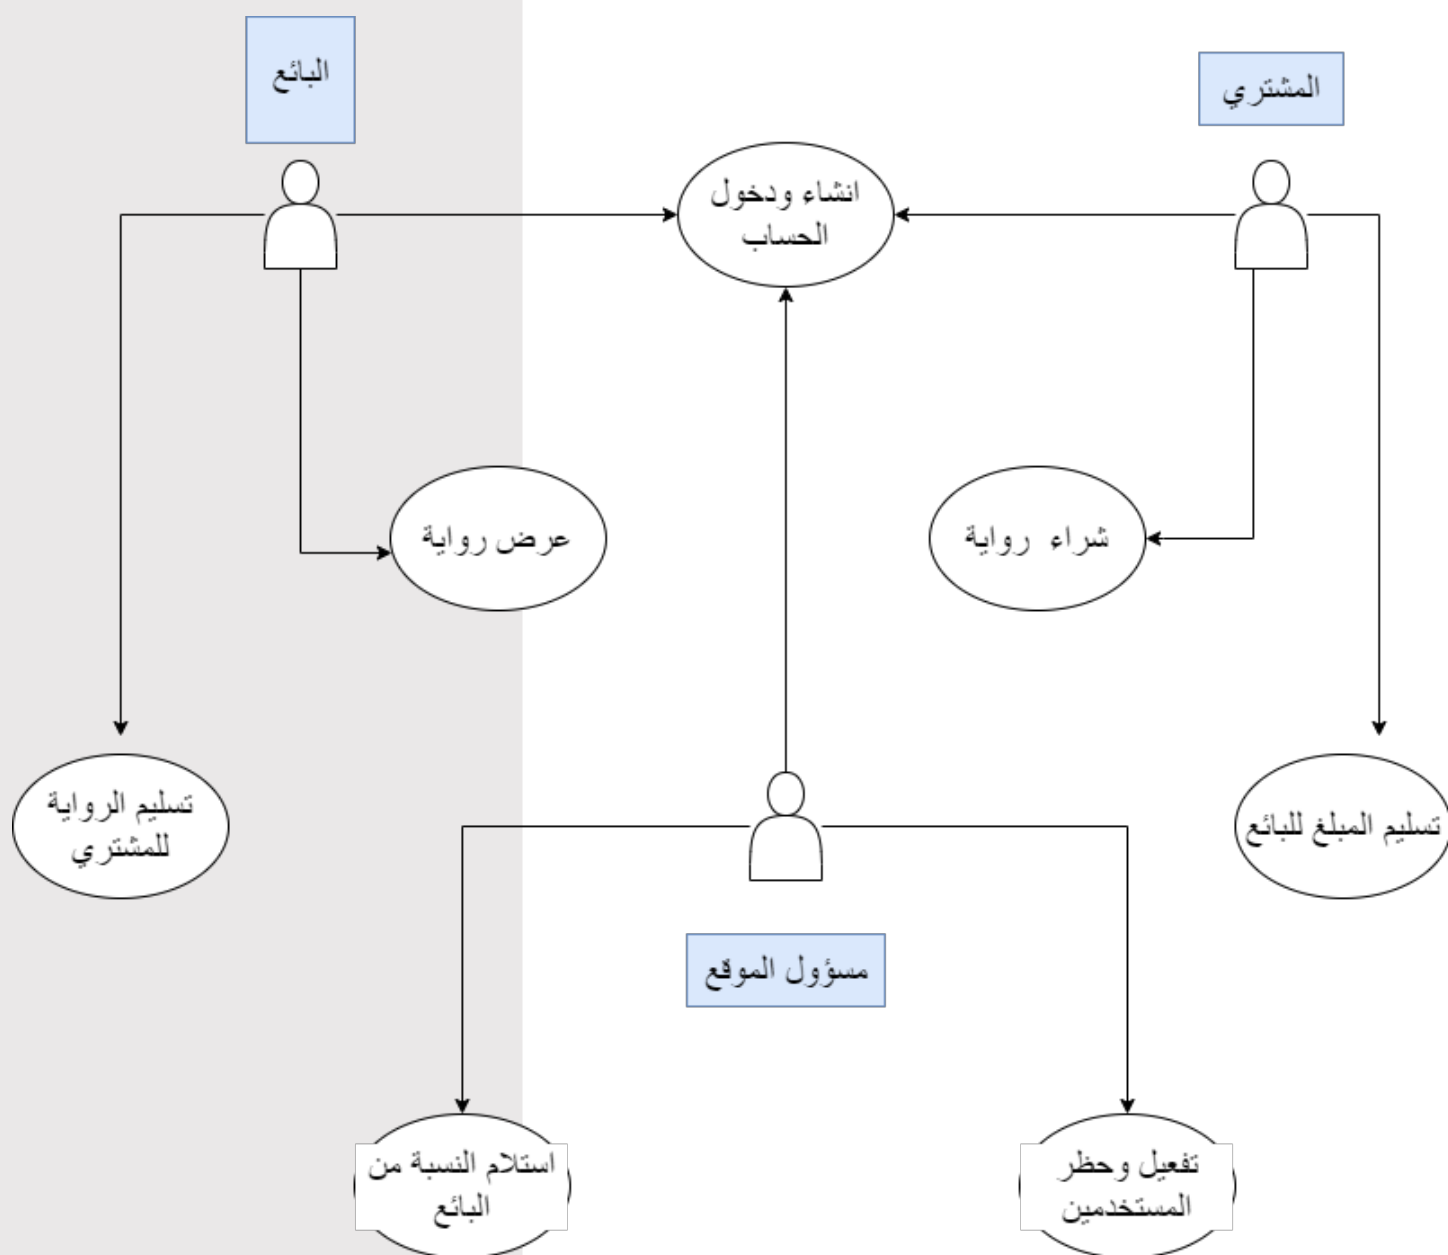 المشتري
البائع
انشاء ودخول
الحساب
شراء رواية
عرض رواية
تسليم المبلغ للبائع
تسليم الرواية
للمشتري
مسؤول الموقع
تفعيل وحظر
المستخدمين
استلام النسبة من
البائع